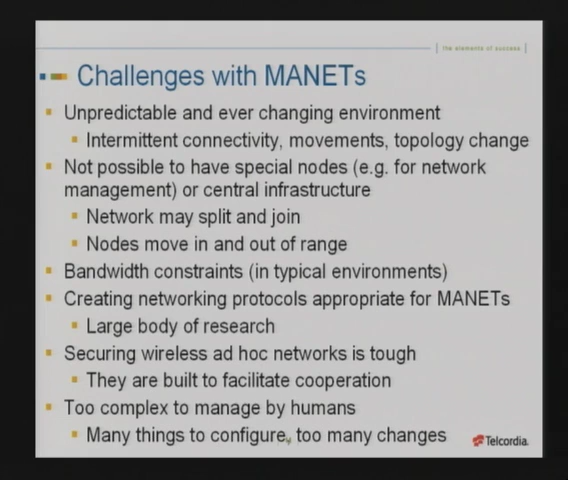 the elements of success
Challenges with MANETs
Unpredictable and ever changing environment
Intermittent connectivity, movements, topology change
Not possible to have special nodes (e.g. for network
management) or central infrastructure
Network may split and join
Nodes move in and out of range
Bandwidth constraints (in typical environments)
Creating networking protocols appropriate for MANETs
Large body of research
Securing wireless ad hoc networks is tough
They are built to facilitate cooperation
Too complex to manage by humans
Many things to configure, too many changes
Telcordia.